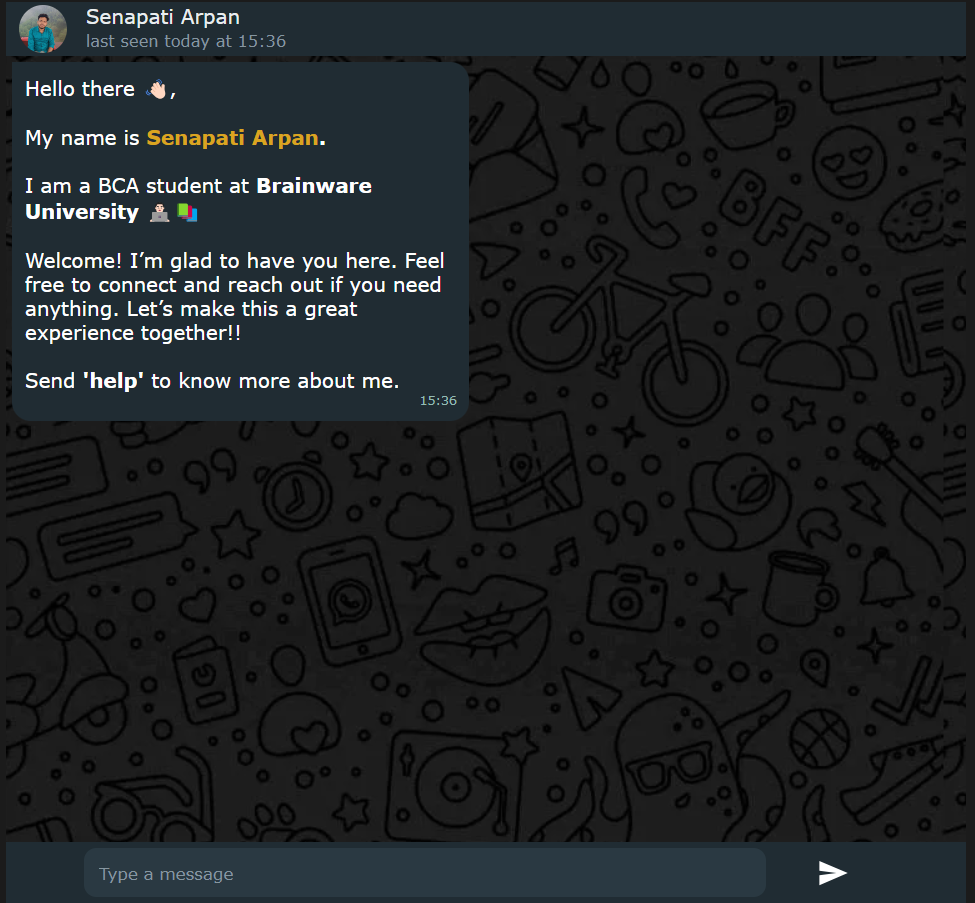 Senapati Arpan
last seen today at 15:36
Hello there 👋🏻,
My name is Senapati Arpan.
I am a BCA student at Brainware
University 👨🏻‍💻 📚
Welcome! I’m glad to have you here. Feel
free to connect and reach out if you need
anything. Let’s make this a great
experience together!!
Send 'help' to know more about me.
15:36
BFF
Type a message